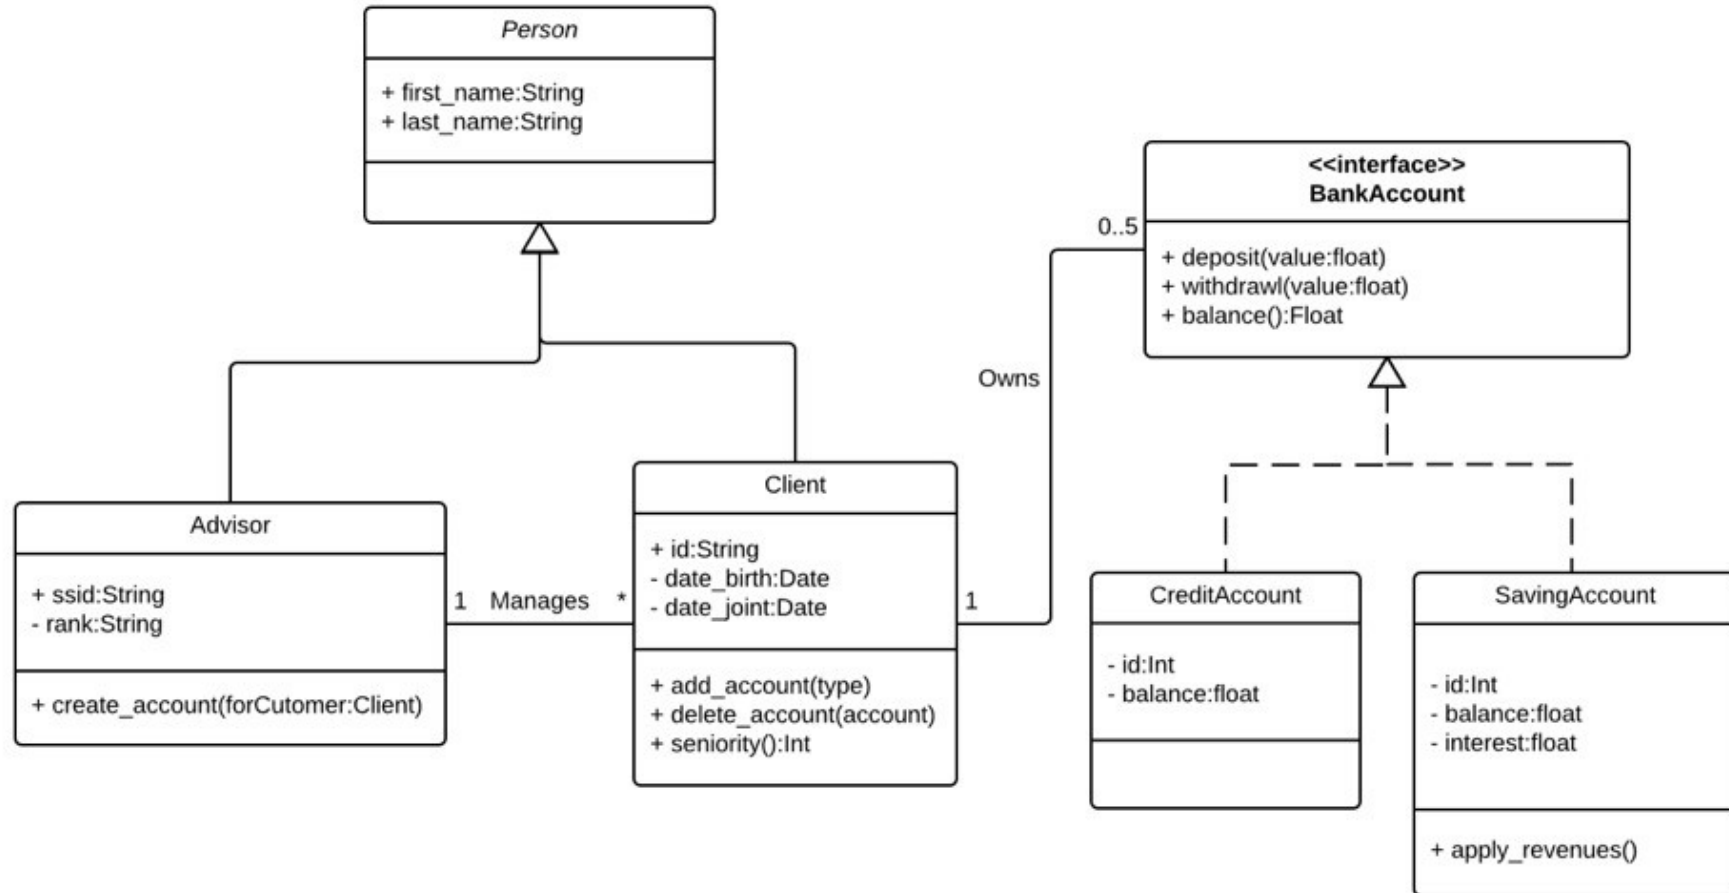 Person
+ first_name:String
+ last_name:String
<<interface>>
BankAccount
+ deposit(value:float)
+ withdrawl(value:float)
+ balance():Float
0..5
Owns
1
Advisor
+ ssid:String
- rank:String
+ create_account(forCutomer:Client)
1 Manages *
Client
+ id:String
- date_birth:Date
- date_joint:Date
+ add_account(type)
+ delete_account(account)
+ seniority():Int
CreditAccount
- id:Int
- balance:float
SavingAccount
- id:Int
- balance:float
- interest:float
+ apply_revenues()